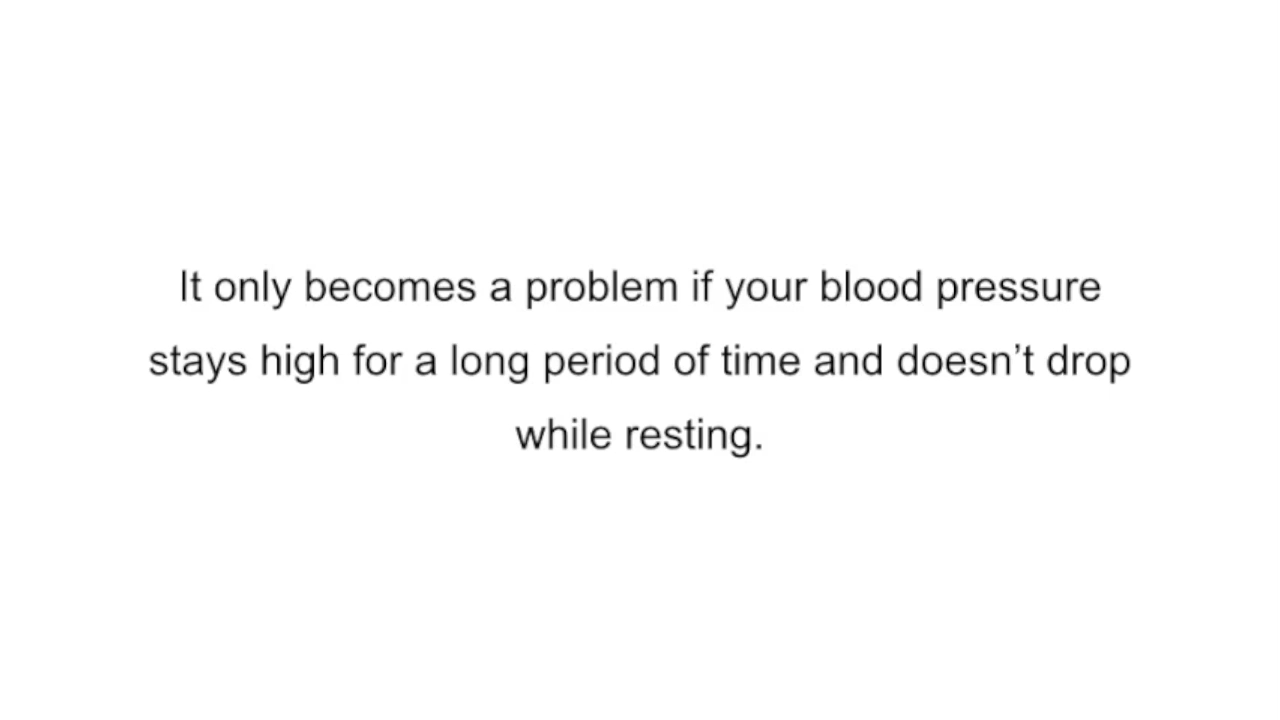 It only becomes a problem if your blood pressure
stays high for a long period of time and doesn’t drop
while resting.